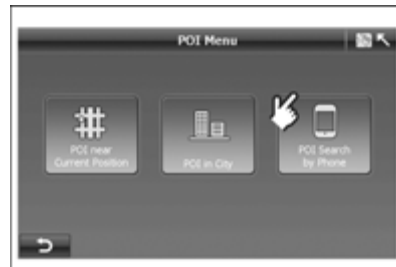 POI Menu
POI near
Current Position
POI in City
POI Search
by Phone